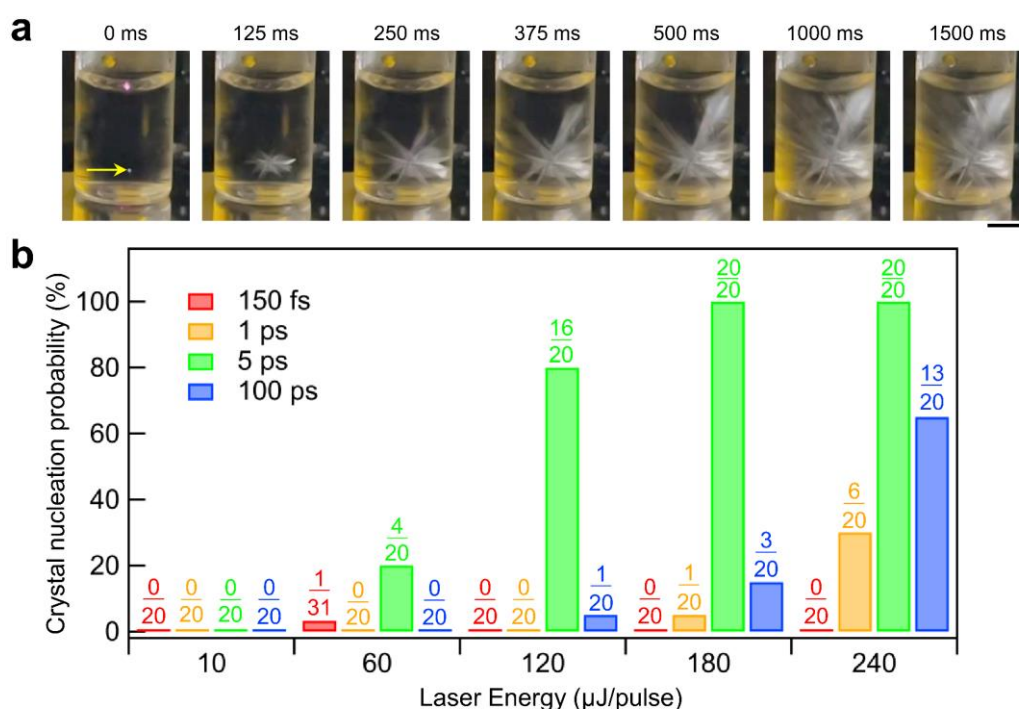 a
0 ms 125 ms 250 ms 375 ms 500 ms 1000 ms 1500 ms
b
Crystal nucleation probability (%)
100
80
60
40
20
0
150 fs
1 ps
5 ps
100 ps
0/20 0/20 0/20 0/20
1/31 0/20 4/20 0/20
0/20 0/20 16/20 1/20
0/20 1/20 20/20 3/20
0/20 6/20 20/20 13/20
10 60 120 180 240
Laser Energy (μJ/pulse)